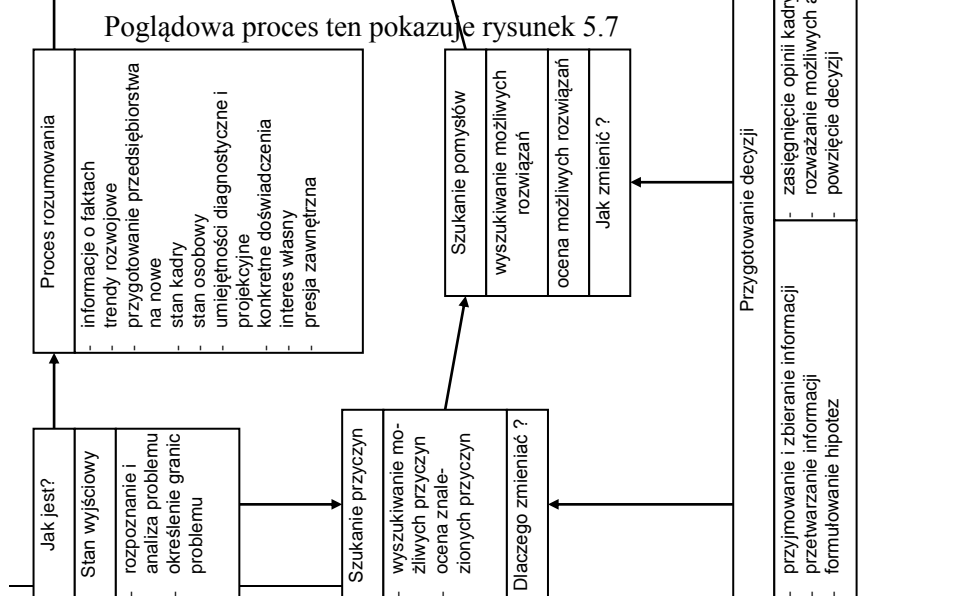 Poglądowa proces ten pokazuje rysunek 5.7
Jak jest?
Stan wyjściowy
- rozpoznanie i
analiza problemu
- określenie granic
problemu
Proces rozumowania
- informacje o faktach
- trendy rozwojowe
- przygotowanie przedsiębiorstwa
na nowe
- stan kadry
- stan osobowy
- umiejętności diagnostyczne i
projekcyjne
- konkretne doświadczenia
- interes własny
- presja zawnętrzna
Szukanie przyczyn
- wyszukiwanie mo-
żliwych przyczyn
- ocena znale-
zionych przyczyn
Dlaczego zmieniać ?
Szukanie pomysłów
wyszukiwanie możliwych
rozwiązań
ocena możliwych rozwiązań
Jak zmienić ?
Przygotowanie decyzji
- przyjmowanie i zbieranie informacji
- przetwarzanie informacji
- formułowanie hipotez
- zasięgnięcie opinii kadry
- rozważanie możliwych
- powzięcie decyzji